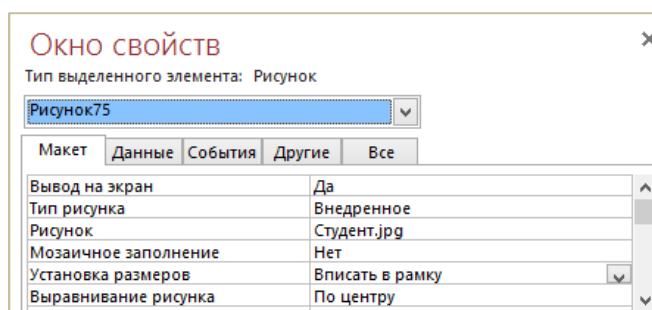 Окно свойств
Тип выделенного элемента: Рисунок
Рисунок75
Макет Данные События Другие Все
Вывод на экран Да
Тип рисунка Внедренное
Рисунок Студент.jpg
Мозаичное заполнение Нет
Установка размеров Вписать в рамку
Выравнивание рисунка По центру